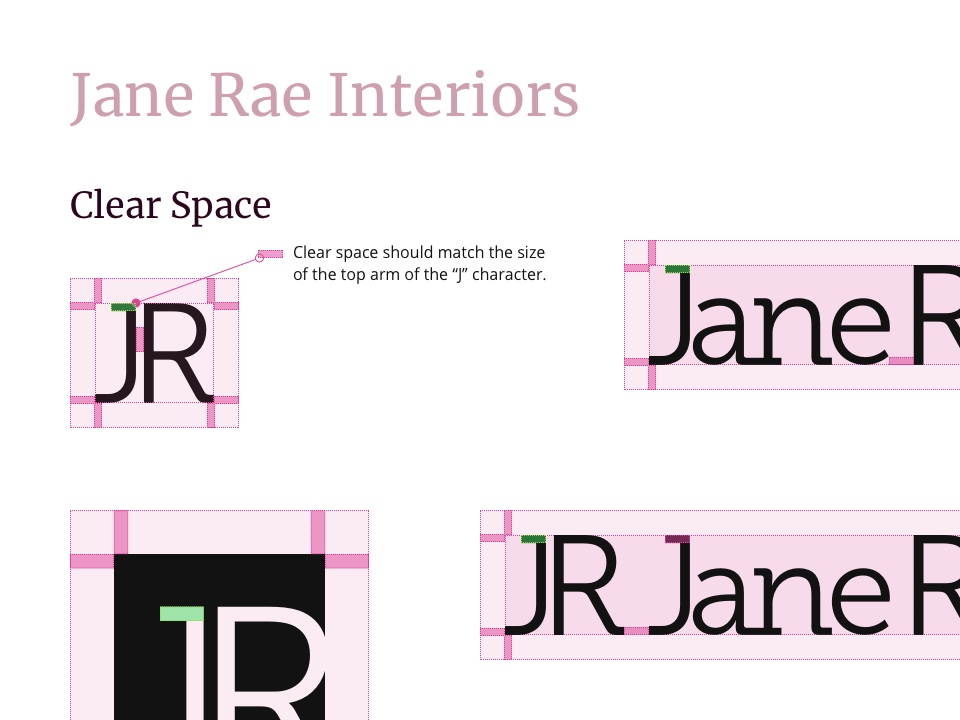 Jane Rae Interiors
Clear Space
Clear space should match the size
of the top arm of the “J” character.
JR
Jane R
JR
JR Jane R